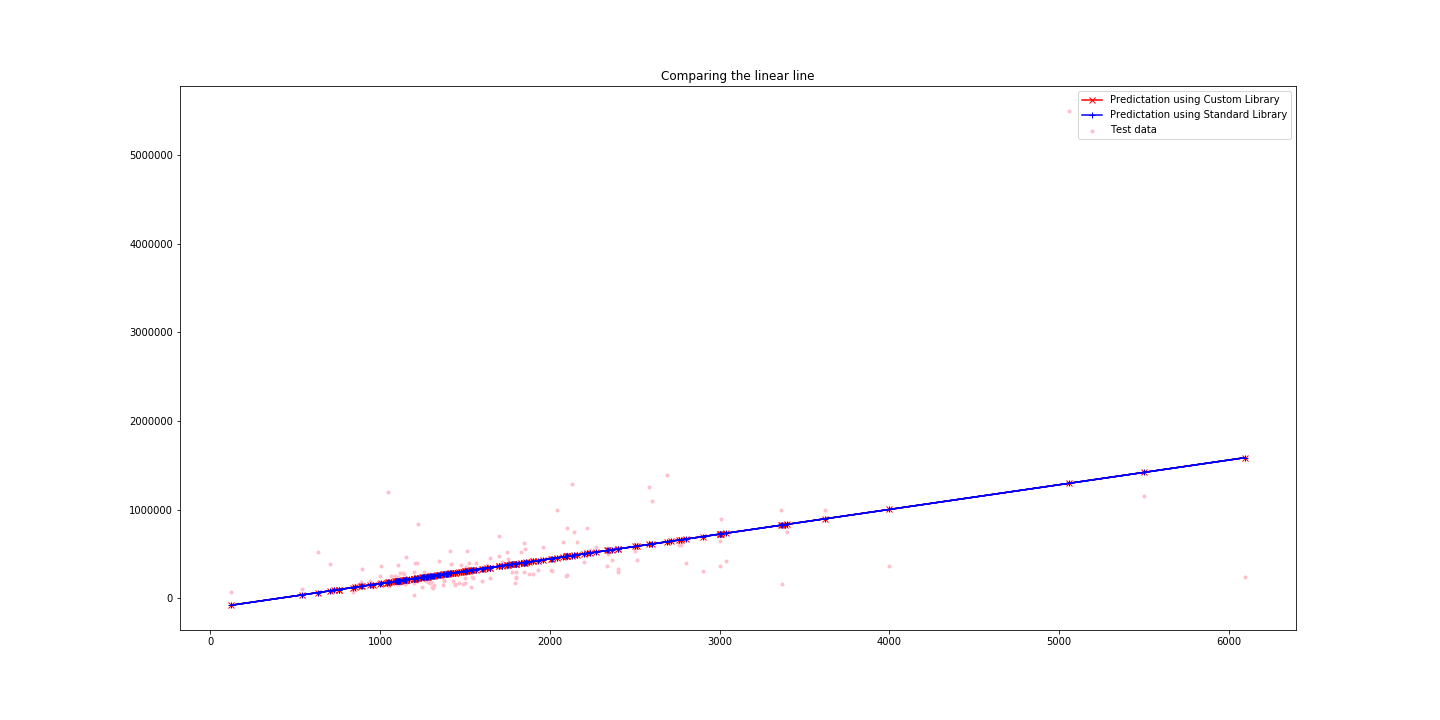 Comparing the linear line
Predictation using Custom Library
Predictation using Standard Library
Test data
5000000
4000000
3000000
2000000
1000000
0
0 1000 2000 3000 4000 5000 6000